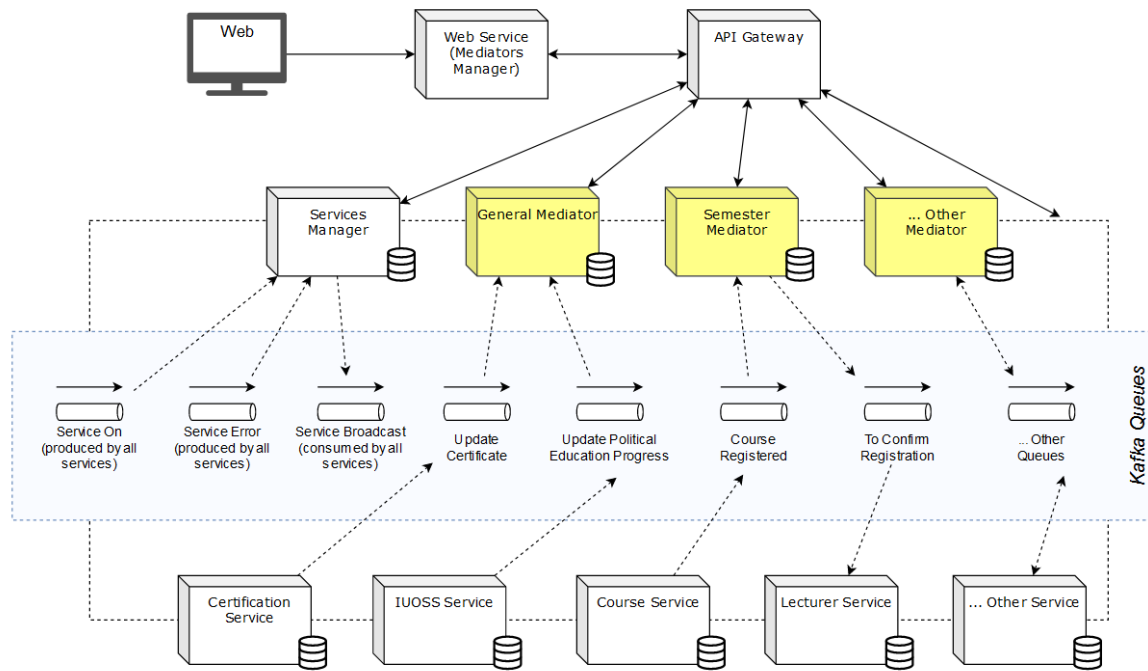 Web
Web Service
(Mediators
Manager)
API Gateway
Services
Manager
General Mediator
Semester
Mediator
... Other
Mediator
Service On
(produced by all
services)
Service Error
(produced by all
services)
Service Broadcast
(consumed by all
services)
Update
Certificate
Update Political
Education Progress
Course
Registered
To Confirm
Registration
... Other
Queues
Kafka Queues
Certification
Service
IUOSS Service
Course Service
Lecturer Service
... Other Service